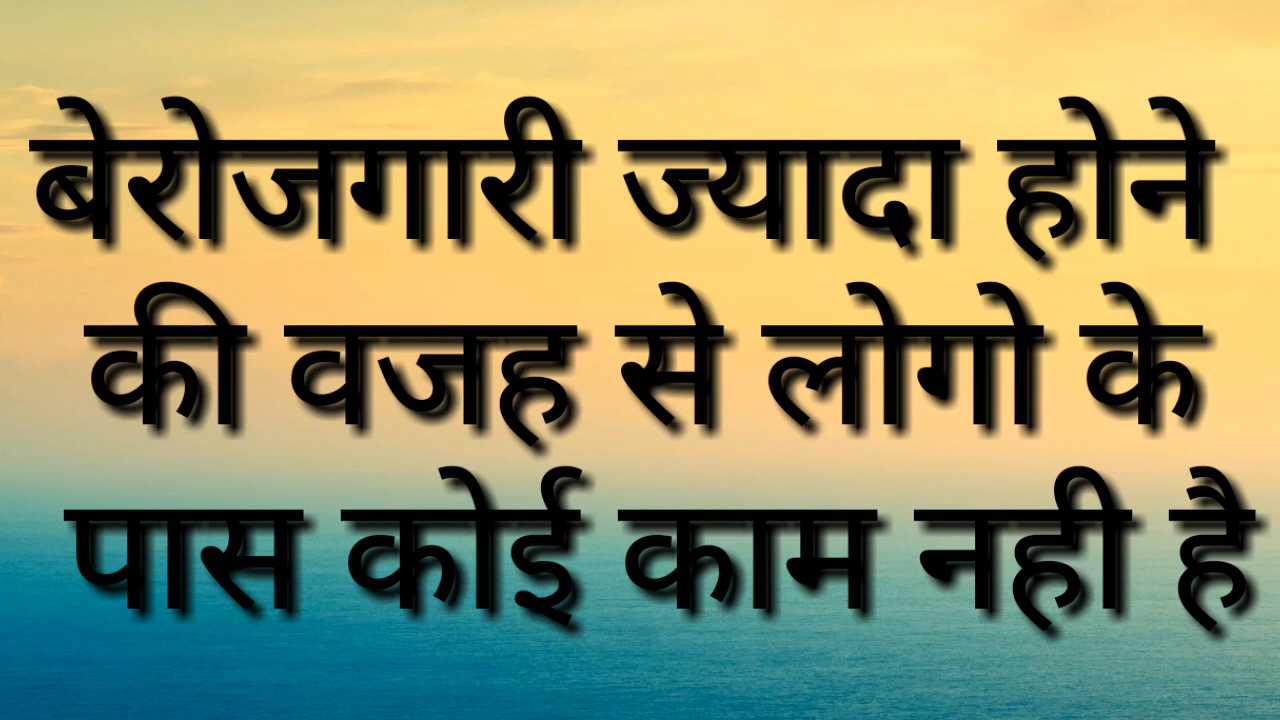 बेरोजगारी ज्यादा होने
की वजह से लोगो के
पास कोई काम नही है